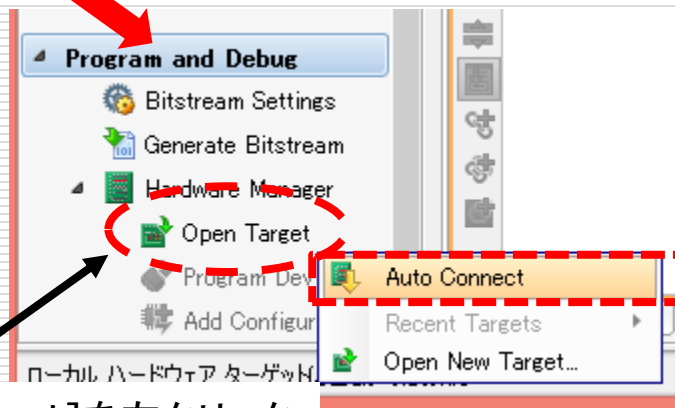 Program and Debug
Bitstream Settings
Generate Bitstream
Hardware Manager
Open Target
Program Dev
Auto Connect
Add Configur
Recent Targets
Open New Target...
ローカル ハードウェア ターゲット